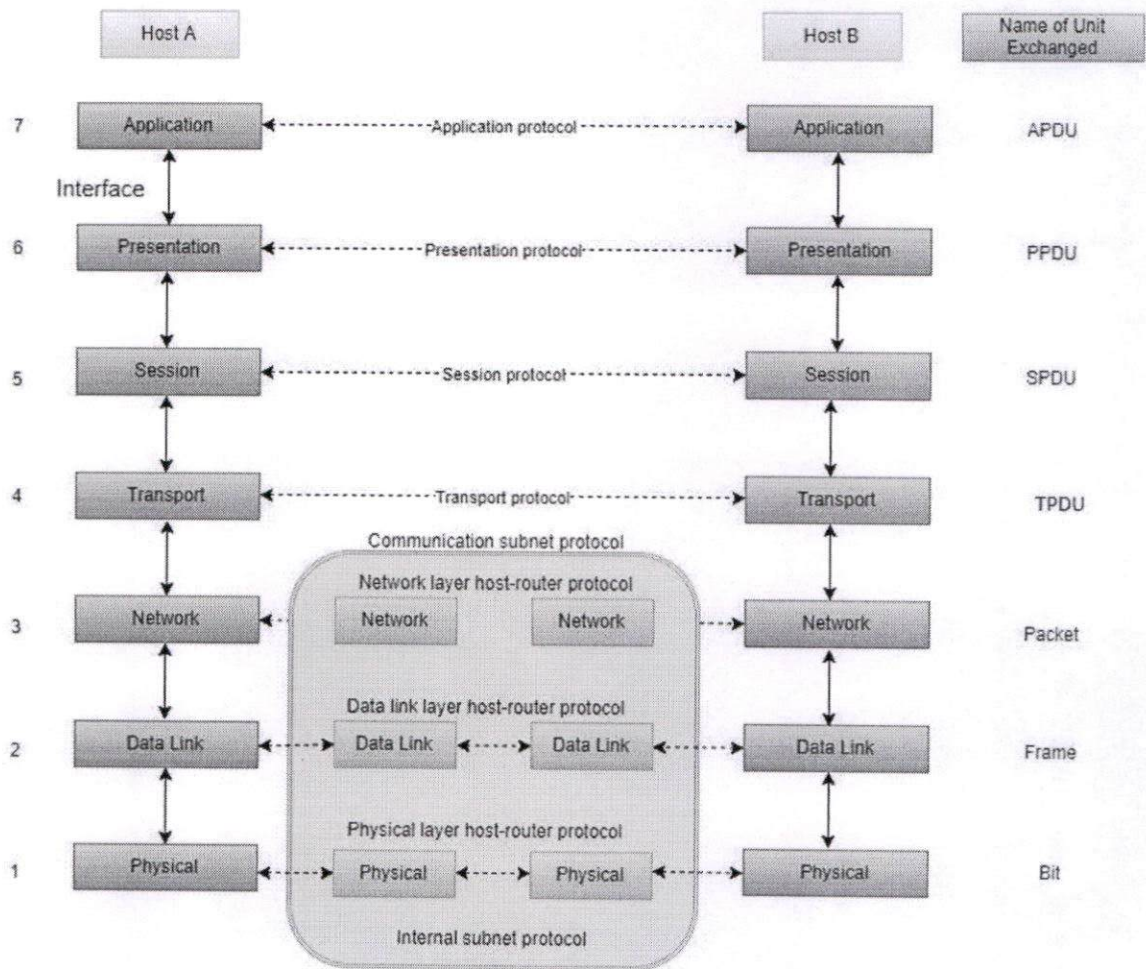 Host A
Host B
Name of Unit
Exchanged
7
Application
Application protocol
Application
APDU
Interface
6
Presentation
Presentation protocol
Presentation
PPDU
5
Session
Session protocol
Session
SPDU
4
Transport
Transport protocol
Transport
TPDU
Communication subnet protocol
Network layer host-router protocol
3
Network
Network
Network
Network
Packet
Data link layer host-router protocol
2
Data Link
Data Link
Data Link
Data Link
Frame
Physical layer host-router protocol
1
Physical
Physical
Physical
Physical
Bit
Internal subnet protocol